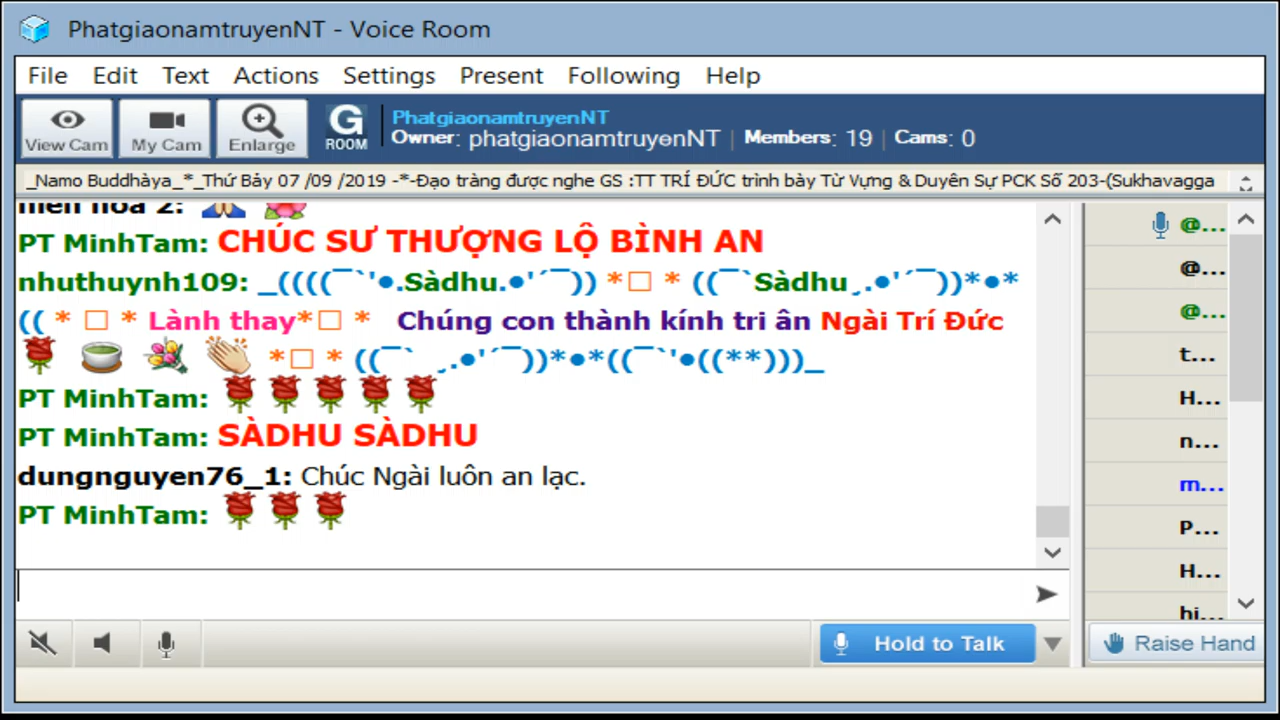 PhatgiaonamtruyenNT - Voice Room
File Edit Text Actions Settings Present Following Help
View Cam My Cam Enlarge G ROOM
PhatgiaonamtruyenNT
Owner: phatgiaonamtruyenNT | Members: 19 | Cams: 0
_Namo Buddhàya_*_Thứ Bảy 07 /09 /2019 -*-Đạo tràng được nghe GS :TT TRÍ ĐỨC trình bày Từ Vựng & Duyên Sự PCK Số 203-(Sukhavagga
hoa 2:
PT MinhTam: CHÚC SƯ THƯỢNG LỘ BÌNH AN
nhuthuynh109: _((((¯`'●.Sàdhu.●'´¯)) *☐ * ((¯`Sàdhu¸.●'´¯))*●*
(( * ☐ * Lành thay*☐ * Chúng con thành kính tri ân Ngài Trí Đức
*☐ * ((¯` ¸.●'´¯))*●*((¯`'●((**)))_
PT MinhTam:
PT MinhTam: SÀDHU SÀDHU
dungnguyen76_1: Chúc Ngài luôn an lạc.
PT MinhTam:
@...
@...
@...
t...
H...
n...
m...
P...
H...
hi...
Hold to Talk
Raise Hand